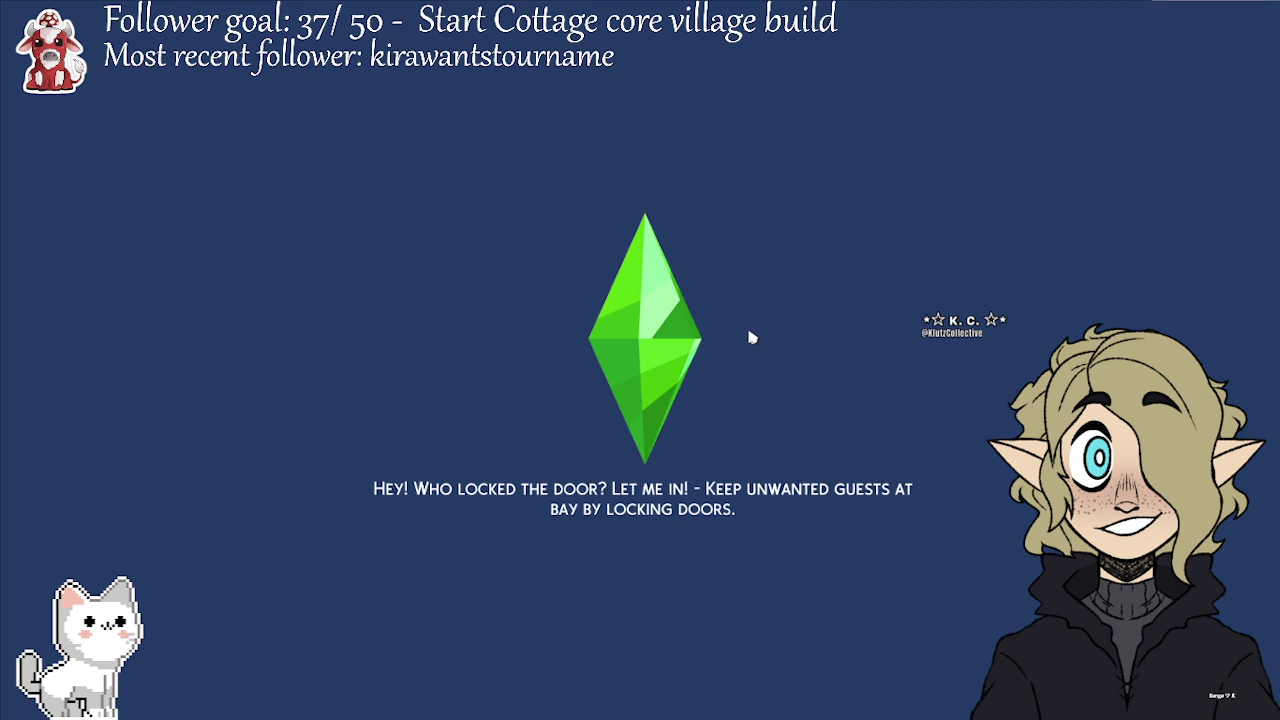 Follower goal: 37/ 50 - Start Cottage core village build
Most recent follower: kirawantstourname
*☆ K. C. ☆*
@KlutzCollective
HEY! WHO LOCKED THE DOOR? LET ME IN! - KEEP UNWANTED GUESTS AT
BAY BY LOCKING DOORS.